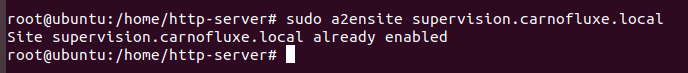 root@ubuntu:/home/http-server# sudo a2ensite supervision.carnofluxe.local
Site supervision.carnofluxe.local already enabled
root@ubuntu:/home/http-server#